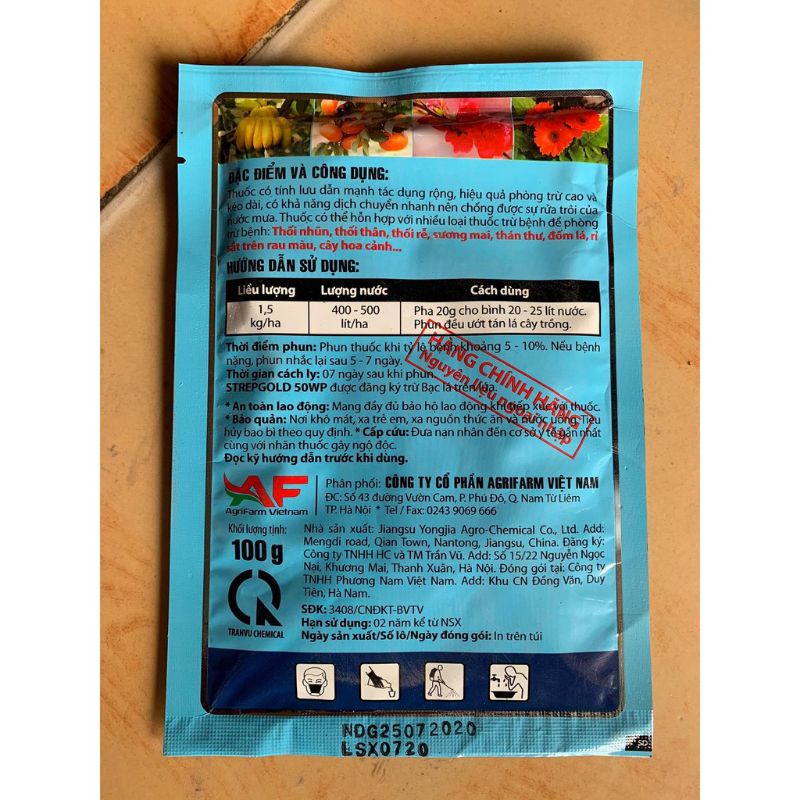 ĐẶC ĐIỂM VÀ CÔNG DỤNG:
Thuốc có tính lưu dẫn mạnh tác dụng rộng, hiệu quả phòng trừ cao và
kéo dài, có khả năng dịch chuyển nhanh nên chống được sự rửa trôi của
nước mưa. Thuốc có thể hỗn hợp với nhiều loại thuốc trừ bệnh để phòng
trừ bệnh: Thối nhũn, thối thân, thối rễ, sương mai, thán thư, đốm lá, rỉ
sắt trên rau màu, cây hoa cảnh...
HƯỚNG DẪN SỬ DỤNG:
Liều lượng Lượng nước Cách dùng
1,5 400 - 500 Pha 20g cho bình 20 - 25 lít nước.
kg/ha lít/ha Phun đều ướt tán lá cây trồng.
Thời điểm phun: Phun thuốc khi tỷ lệ bệnh khoảng 5 - 10%. Nếu bệnh
nặng, phun nhắc lại sau 5 - 7 ngày.
Thời gian cách ly: 07 ngày sau khi phun
STREPGOLD 50WP được đăng ký trừ Bạc lá trên lúa.
HÀNG CHÍNH HÃNG
Nguyên liệu ngoại nhập
* An toàn lao động: Mang đầy đủ bảo hộ lao động khi tiếp xúc với thuốc.
* Bảo quản: Nơi khô mát, xa trẻ em, xa nguồn thức ăn và nước uống. Tiêu
hủy bao bì theo quy định. * Cấp cứu: Đưa nạn nhân đến cơ sở y tế gần nhất
cùng với nhãn thuốc gây ngộ độc.
Đọc kỹ hướng dẫn trước khi dùng.
AF
AgriFarm Vietnam
Phân phối: CÔNG TY CỔ PHẦN AGRIFARM VIỆT NAM
ĐC: Số 43 đường Vườn Cam, P. Phú Đô, Q. Nam Từ Liêm
TP. Hà Nội * Tel / Fax: 0243 9069 666
Khối lượng tịnh:
100 g
TRANVU CHEMICAL
Nhà sản xuất: Jiangsu Yongjia Agro-Chemical Co., Ltd. Add:
Mengdi road, Qian Town, Nantong, Jiangsu, China. Đăng ký:
Công ty TNHH HC và TM Trần Vũ. Add: Số 15/22 Nguyễn Ngọc
Nại, Khương Mai, Thanh Xuân, Hà Nội. Đóng gói tại: Công ty
TNHH Phương Nam Việt Nam. Add: Khu CN Đồng Văn, Duy
Tiên, Hà Nam.
SĐK: 3408/CNĐKT-BVTV
Hạn sử dụng: 02 năm kể từ NSX
Ngày sản xuất/Số lô/Ngày đóng gói: In trên túi
NDG25072020
LSX0720